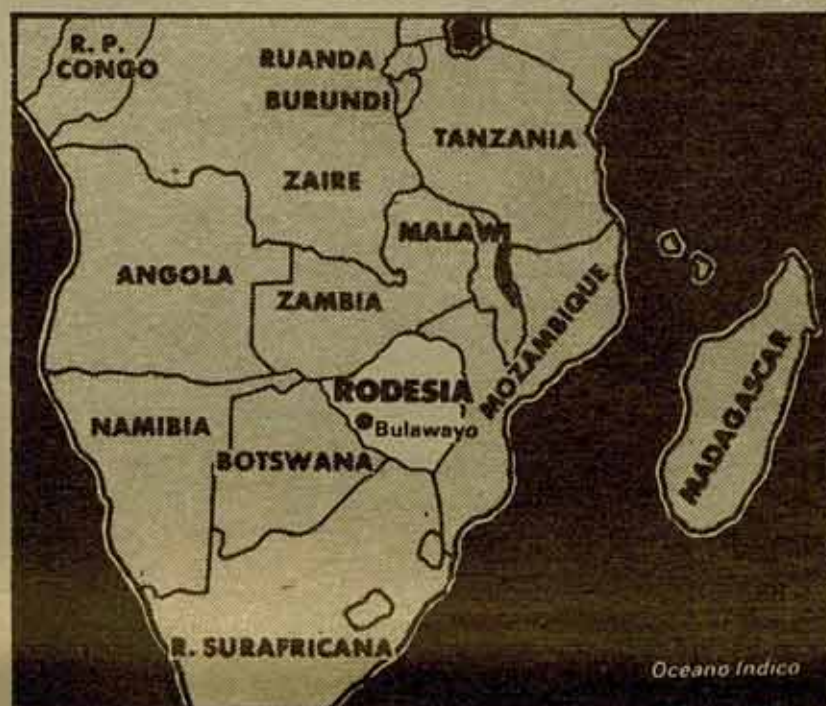 R. P.
CONGO
RUANDA
BURUNDI
TANZANIA
ZAIRE
MALAWI
ANGOLA
ZAMBIA
MOZAMBIQUE
RODESIA
Bulawayo
NAMIBIA
BOTSWANA
MADAGASCAR
R. SURAFRICANA
Oceano Indico